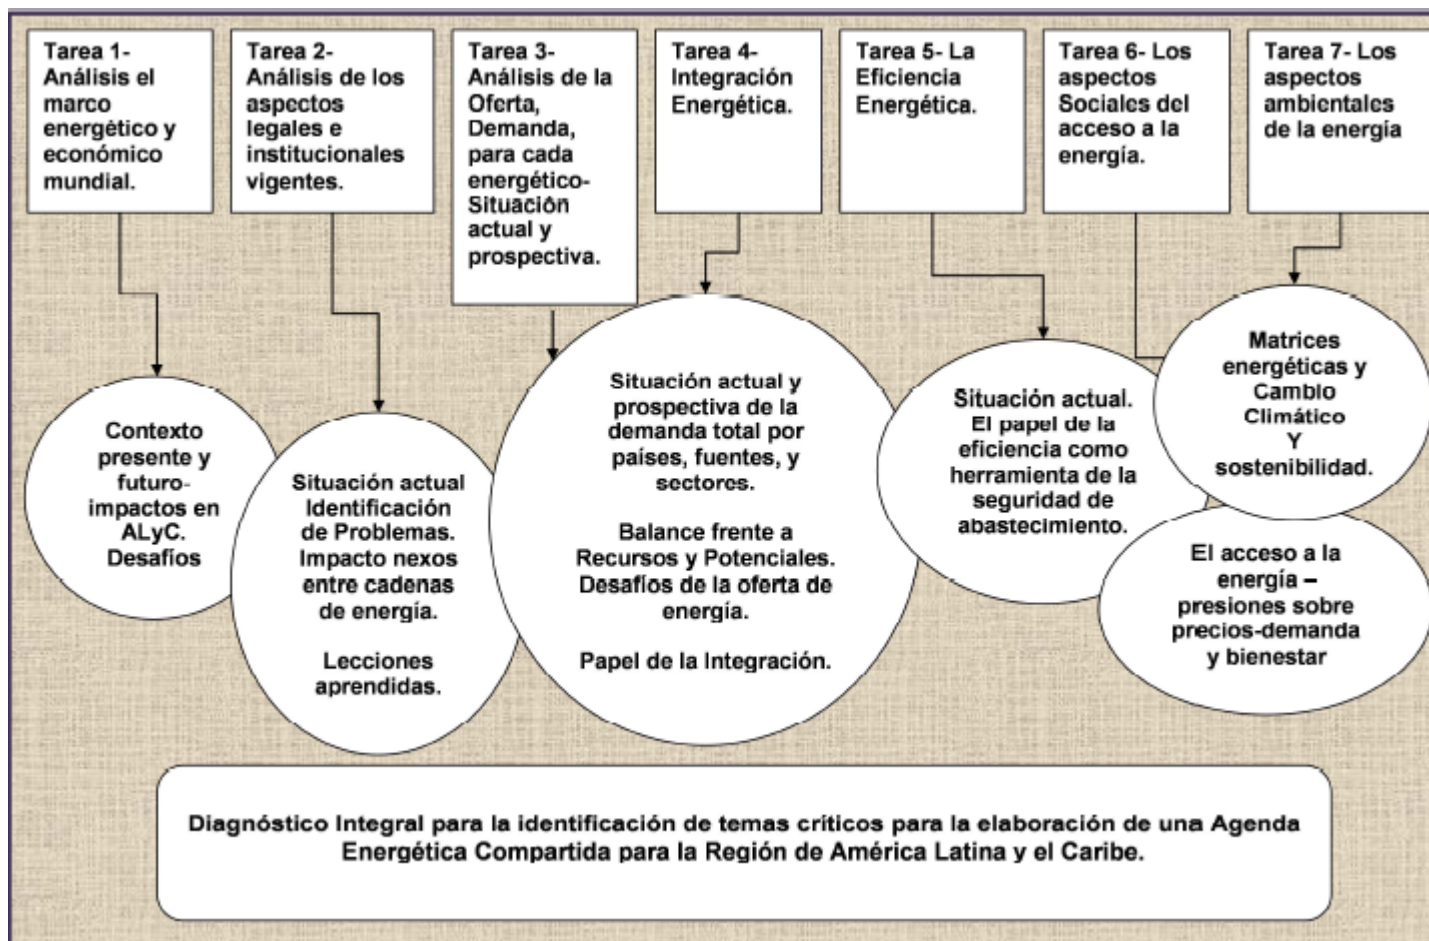 Tarea 1-
Análisis el
marco
energético y
económico
mundial.
Tarea 2-
Análisis de los
aspectos
legales e
institucionales
vigentes.
Tarea 3-
Análisis de la
Oferta,
Demanda,
para cada
energético-
Situación
actual y
prospectiva.
Tarea 4-
Integración
Energética.
Tarea 5- La
Eficiencia
Energética.
Tarea 6- Los
aspectos
Sociales del
acceso a la
energía.
Tarea 7- Los
aspectos
ambientales
de la energía
Contexto
presente y
futuro-
impactos en
ALyC.
Desafíos
Situación actual
Identificación
de Problemas.
Impacto nexos
entre cadenas
de energía.
Lecciones
aprendidas.
Situación actual y
prospectiva de la
demanda total por
países, fuentes, y
sectores.
Balance frente a
Recursos y Potenciales.
Desafíos de la oferta de
energía.
Papel de la Integración.
Situación actual.
El papel de la
eficiencia como
herramienta de la
seguridad de
abastecimiento.
Matrices
energéticas y
Cambio
Climático
Y
sostenibilidad.
El acceso a la
energía –
presiones sobre
precios-demanda
y bienestar
Diagnóstico Integral para la identificación de temas críticos para la elaboración de una Agenda
Energética Compartida para la Región de América Latina y el Caribe.